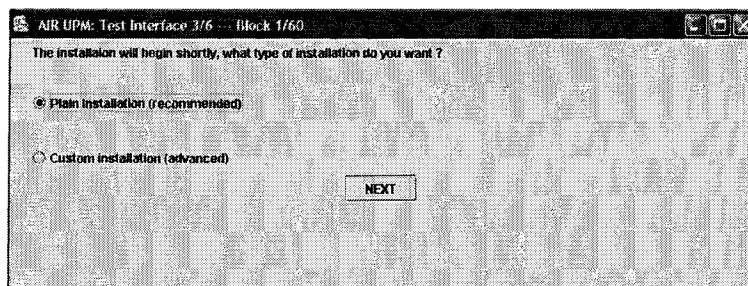 AIR UPM: Test Interface 3/6 --- Block 1/60
The installaion will begin shortly, what type of installation do you want ?
Plain installation (recommended)
Custom installation (advanced)
NEXT